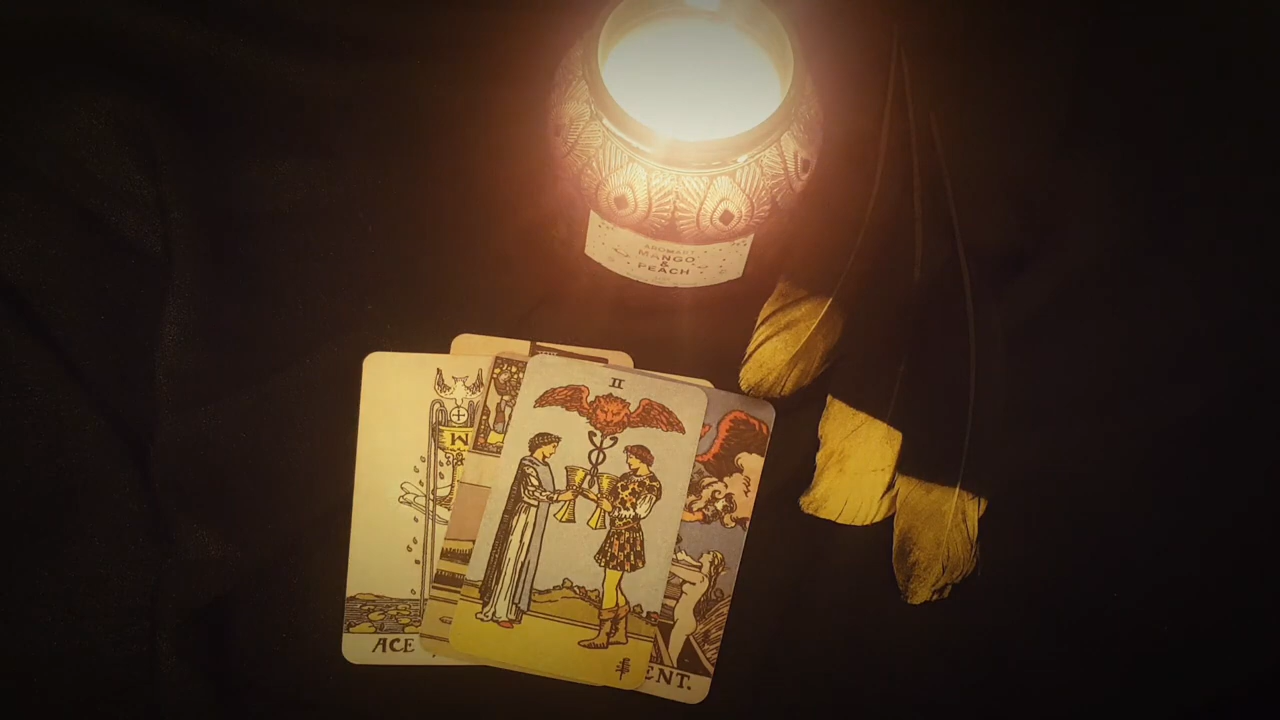 AROMART
MANGO
&
PEACH
II
W
ACE
ENT.